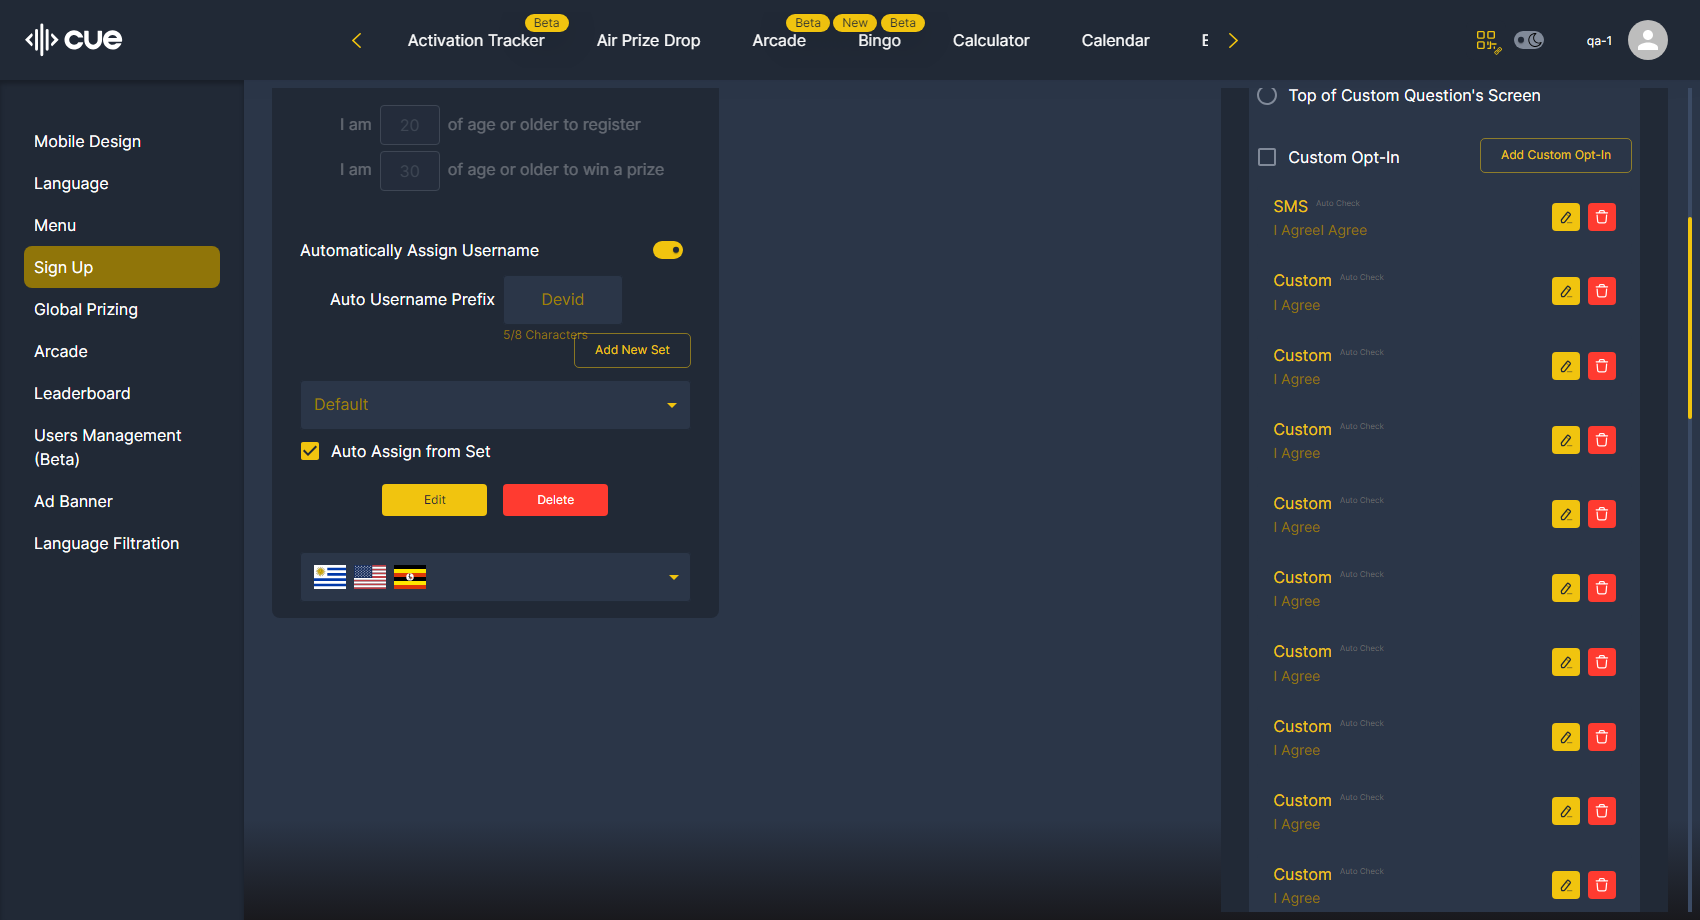 cue
Beta
Beta
New
Beta
Activation Tracker
Air Prize Drop
Arcade
Bingo
Calculator
Calendar
qa-1
Mobile Design
Language
Menu
Sign Up
Global Prizing
Arcade
Leaderboard
Users Management
(Beta)
Ad Banner
Language Filtration
I am 20 of age or older to register
I am 30 of age or older to win a prize
Automatically Assign Username
Auto Username Prefix Devid
5/8 Characters
Add New Set
Default
Auto Assign from Set
Edit
Delete
Top of Custom Question's Screen
Custom Opt-In
Add Custom Opt-In
SMS Auto Check
I AgreeI Agree
Custom Auto Check
I Agree
Custom Auto Check
I Agree
Custom Auto Check
I Agree
Custom Auto Check
I Agree
Custom Auto Check
I Agree
Custom Auto Check
I Agree
Custom Auto Check
I Agree
Custom Auto Check
I Agree
Custom Auto Check
I Agree